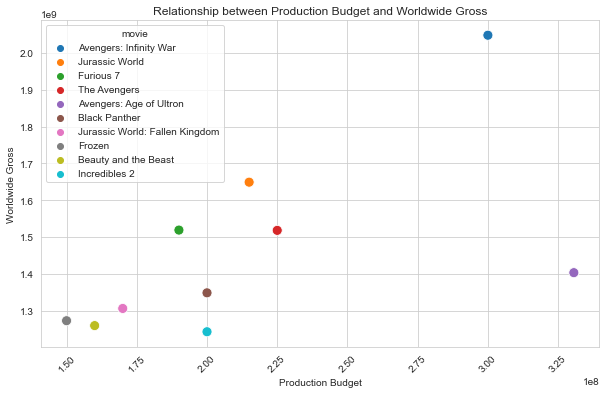 Relationship between Production Budget and Worldwide Gross
1e9
movie
Avengers: Infinity War
Jurassic World
Furious 7
The Avengers
Avengers: Age of Ultron
Black Panther
Jurassic World: Fallen Kingdom
Frozen
Beauty and the Beast
Incredibles 2
Worldwide Gross
2.0
1.9
1.8
1.7
1.6
1.5
1.4
1.3
1.50
1.75
2.00
2.25
2.50
2.75
3.00
3.25
Production Budget
1e8